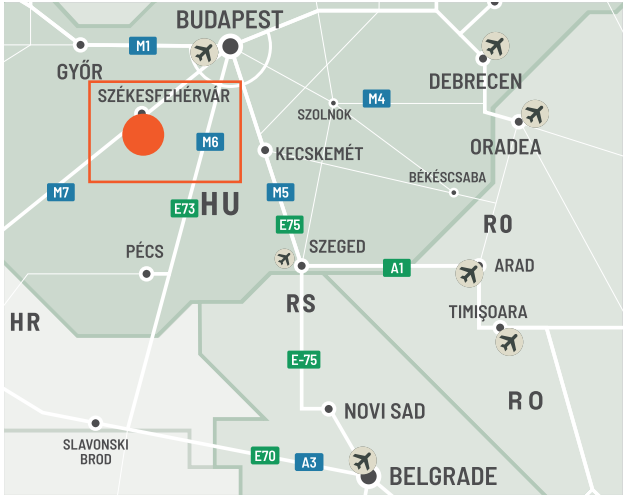 BUDAPEST
M1
GYŐR
DEBRECEN
SZÉKESFEHÉRVÁR
M4
SZOLNOK
ORADEA
M6
KECSKEMÉT
BÉKÉSCSABA
M7
M5
E73
HU
E75
RO
PÉCS
SZEGED
A1
ARAD
RS
TIMIŞOARA
HR
E-75
RO
NOVI SAD
SLAVONSKI
BROD
E70
A3
BELGRADE